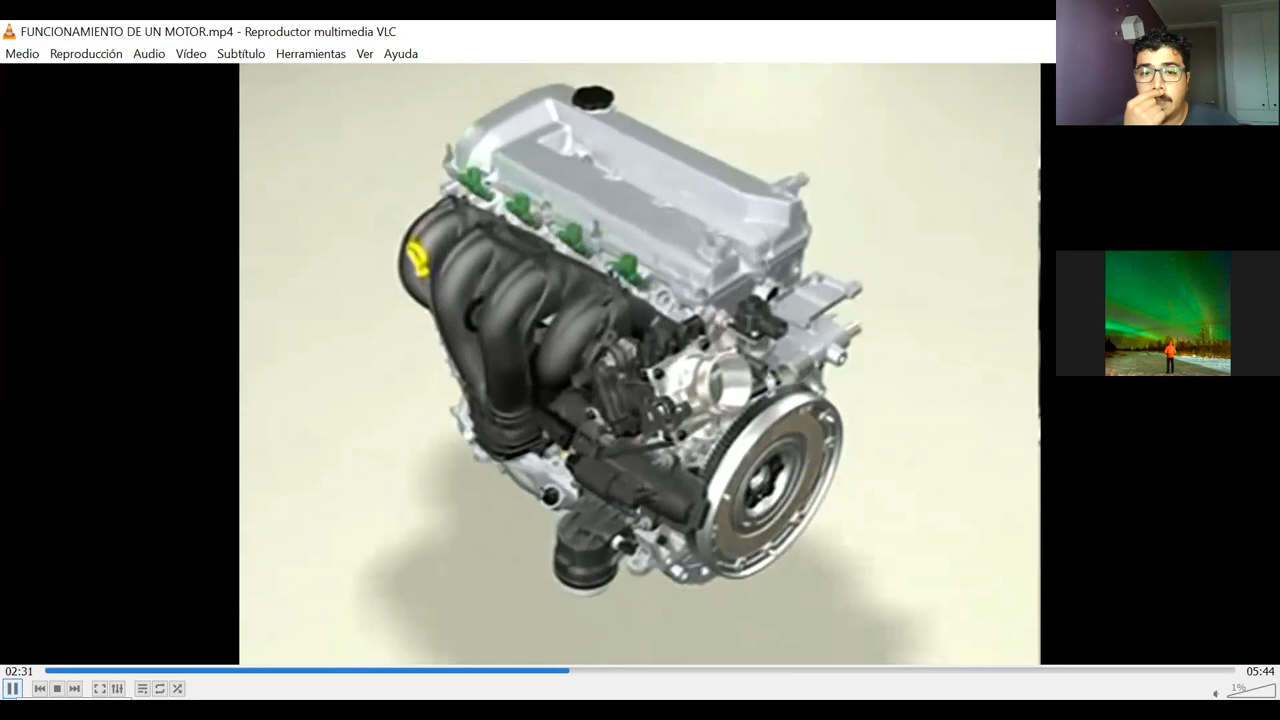 FUNCIONAMIENTO DE UN MOTOR.mp4 - Reproductor multimedia VLC
Medio Reproducción Audio Vídeo Subtítulo Herramientas Ver Ayuda
02:31 05:44
1%